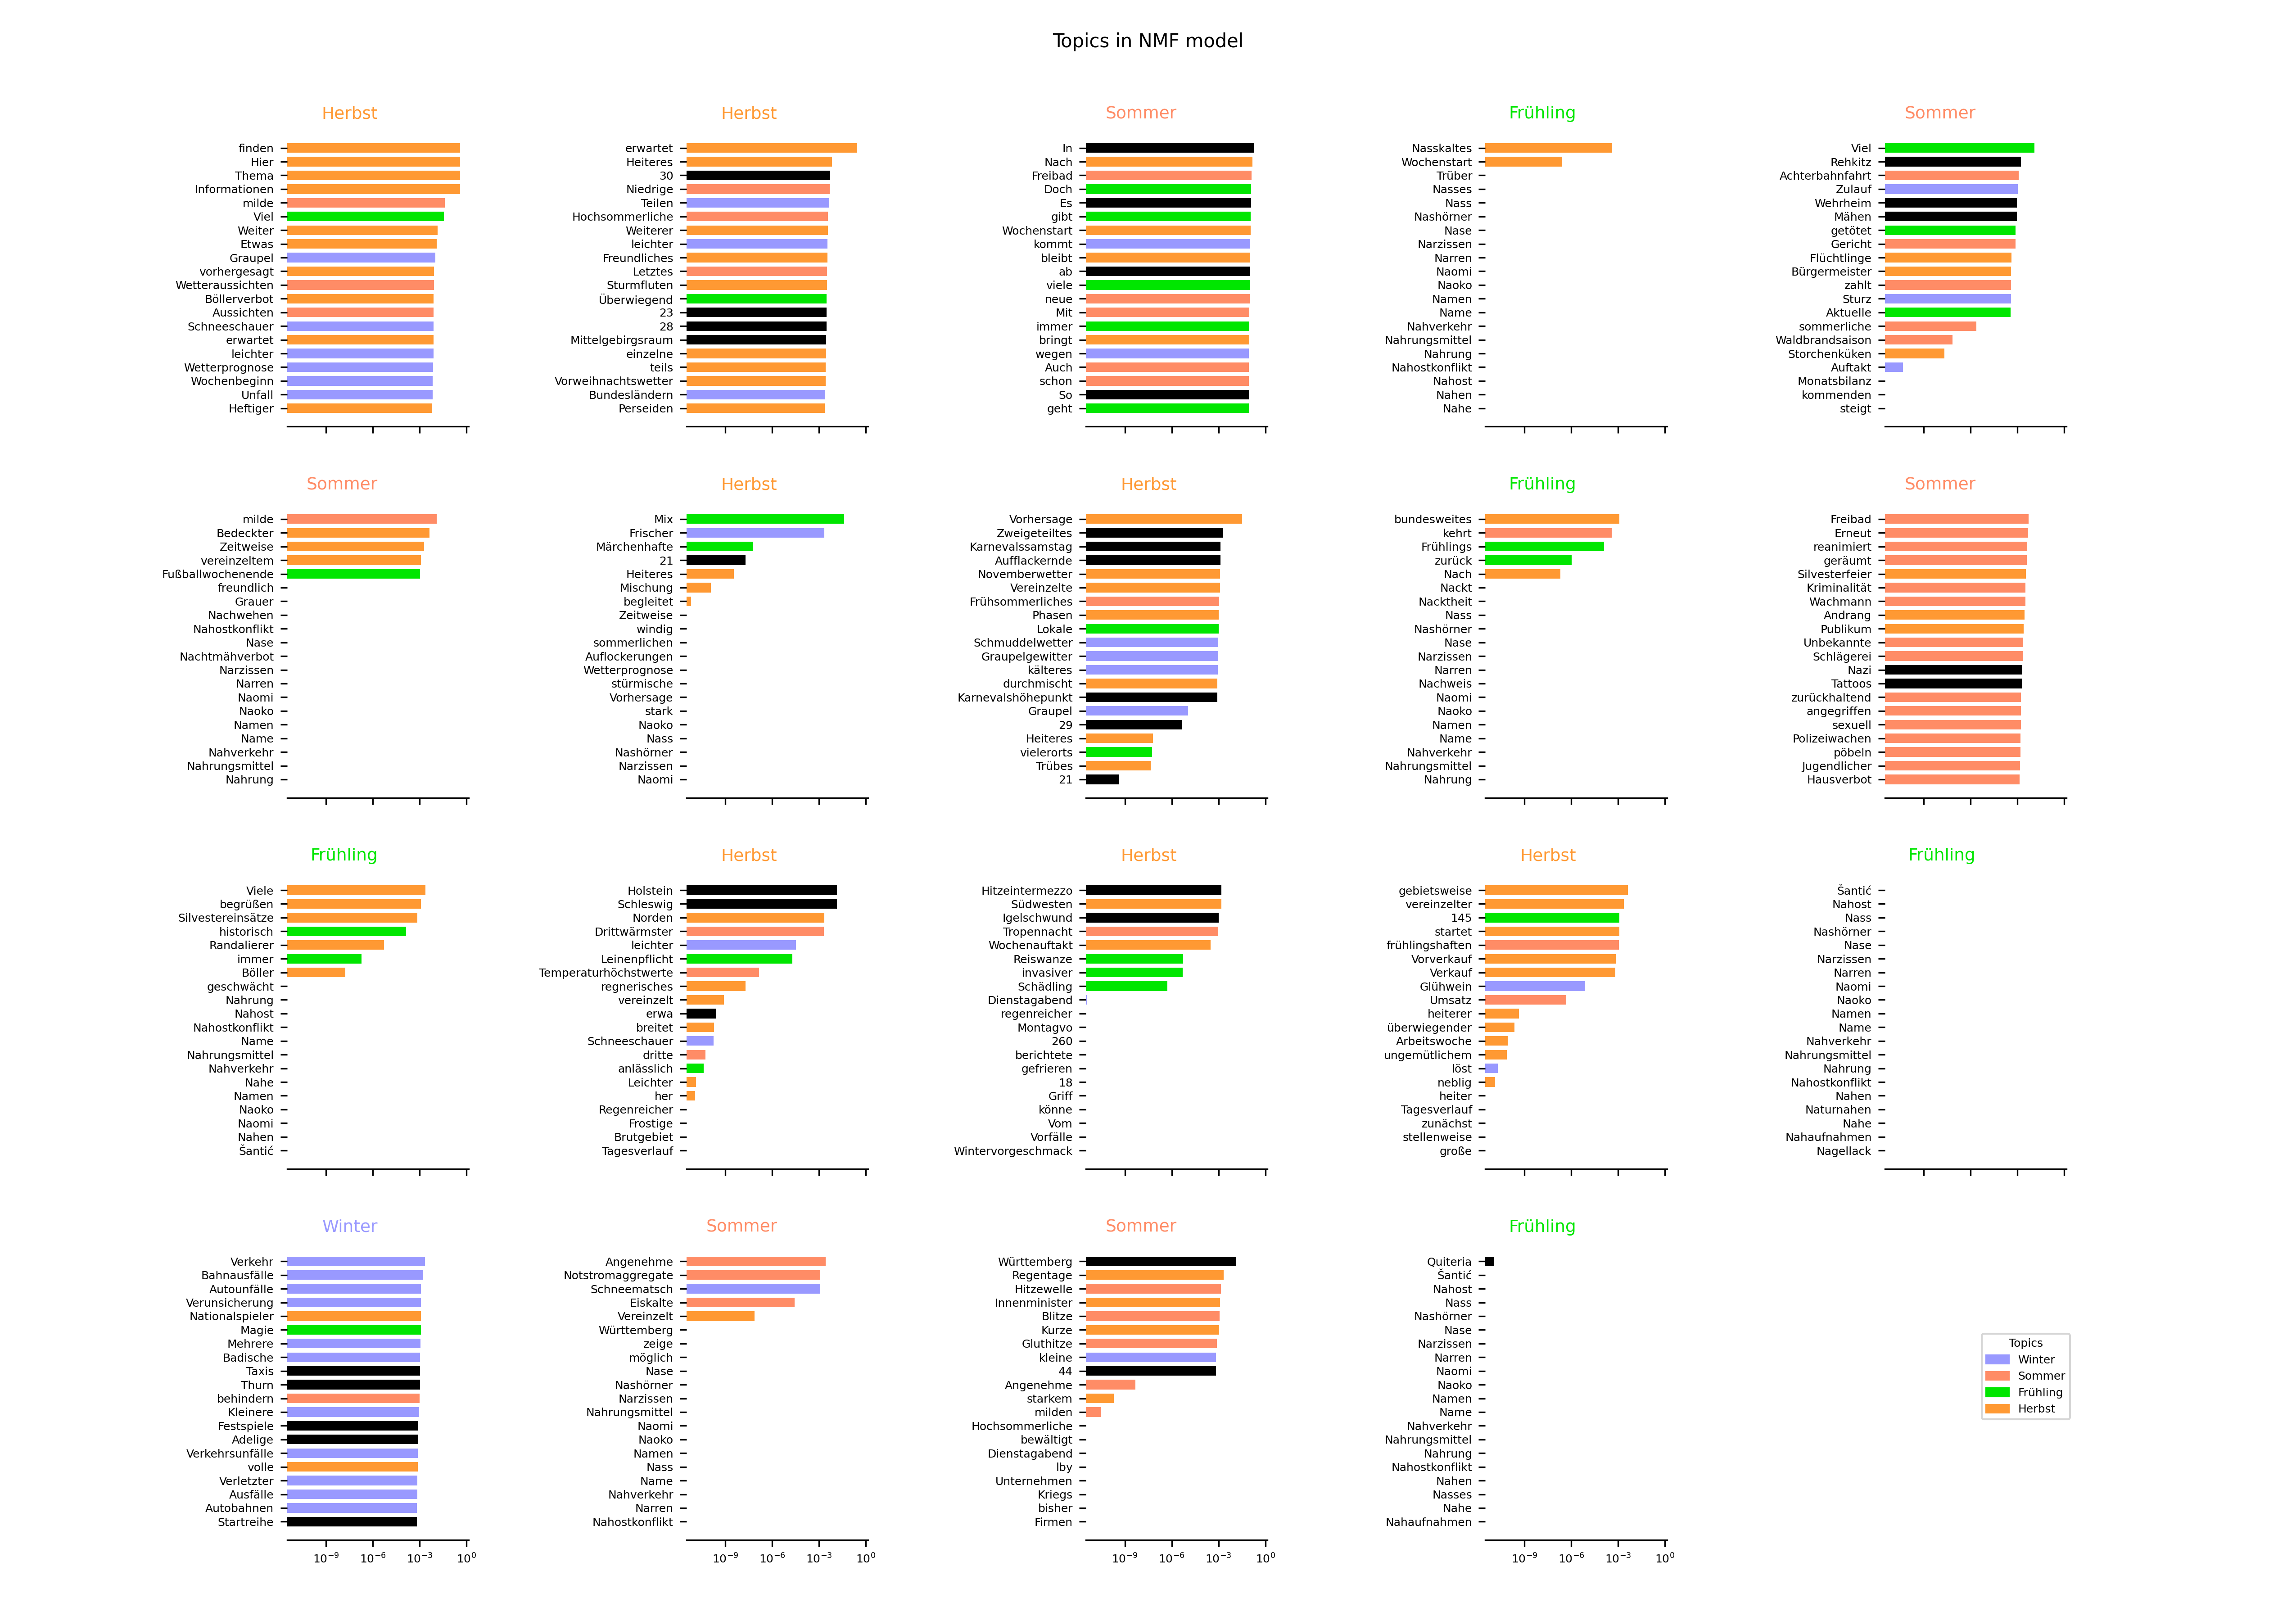 Topics in NMF model
Herbst
finden
Hier
Thema
Informationen
milde
Viel
Weiter
Etwas
Graupel
vorhergesagt
Wetteraussichten
Böllerverbot
Aussichten
Schneeschauer
erwartet
leichter
Wetterprognose
Wochenbeginn
Unfall
Heftiger
Herbst
erwartet
Heiteres
30
Niedrige
Teilen
Hochsommerliche
Weiterer
leichter
Freundliches
Letztes
Sturmfluten
Überwiegend
23
28
Mittelgebirgsraum
einzelne
teils
Vorweihnachtswetter
Bundesländern
Perseiden
Sommer
In
Nach
Freibad
Doch
Es
gibt
Wochenstart
kommt
bleibt
ab
viele
neue
Mit
immer
bringt
wegen
Auch
schon
So
geht
Frühling
Nasskaltes
Wochenstart
Trüber
Nasses
Nass
Nashörner
Nase
Narzissen
Narren
Naomi
Naoko
Namen
Name
Nahverkehr
Nahrungsmittel
Nahrung
Nahostkonflikt
Nahost
Nahen
Nahe
Sommer
Viel
Rehkitz
Achterbahnfahrt
Zulauf
Wehrheim
Mähen
getötet
Gericht
Flüchtlinge
Bürgermeister
zahlt
Sturz
Aktuelle
sommerliche
Waldbrandsaison
Storchenküken
Auftakt
Monatsbilanz
kommenden
steigt
Sommer
milde
Bedeckter
Zeitweise
vereinzeltem
Fußballwochenende
freundlich
Grauer
Nachwehen
Nahostkonflikt
Nase
Nachtmähverbot
Narzissen
Narren
Naomi
Naoko
Namen
Name
Nahverkehr
Nahrungsmittel
Nahrung
Herbst
Mix
Frischer
Märchenhafte
21
Heiteres
Mischung
begleitet
Zeitweise
windig
sommerlichen
Auflockerungen
Wetterprognose
stürmische
Vorhersage
stark
Naoko
Nass
Nashörner
Narzissen
Naomi
Herbst
Vorhersage
Zweigeteiltes
Karnevalssamstag
Aufflackernde
Novemberwetter
Vereinzelte
Frühsommerliches
Phasen
Lokale
Schmuddelwetter
Graupelgewitter
kälteres
durchmischt
Karnevalshöhepunkt
Graupel
29
Heiteres
vielerorts
Trübes
21
Frühling
bundesweites
kehrt
Frühlings
zurück
Nach
Nackt
Nacktheit
Nass
Nashörner
Nase
Narzissen
Narren
Nachweis
Naomi
Naoko
Namen
Name
Nahverkehr
Nahrungsmittel
Nahrung
Sommer
Freibad
Erneut
reanimiert
geräumt
Silvesterfeier
Kriminalität
Wachmann
Andrang
Publikum
Unbekannte
Schlägerei
Nazi
Tattoos
zurückhaltend
angegriffen
sexuell
Polizeiwachen
pöbeln
Jugendlicher
Hausverbot
Frühling
Viele
begrüßen
Silvestereinsätze
historisch
Randalierer
immer
Böller
geschwächt
Nahrung
Nahost
Nahostkonflikt
Name
Nahrungsmittel
Nahverkehr
Nahe
Namen
Naoko
Naomi
Nahen
Šantić
Herbst
Holstein
Schleswig
Norden
Drittwärmster
leichter
Leinenpflicht
Temperaturhöchstwerte
regnerisches
vereinzelt
erwa
breitet
Schneeschauer
dritte
anlässlich
Leichter
her
Regenreicher
Frostige
Brutgebiet
Tagesverlauf
Herbst
Hitzeintermezzo
Südwesten
Igelschwund
Tropennacht
Wochenauftakt
Reiswanze
invasiver
Schädling
Dienstagabend
regenreicher
Montagvo
260
berichtete
gefrieren
18
Griff
könne
Vom
Vorfälle
Wintervorgeschmack
Herbst
gebietsweise
vereinzelter
145
startet
frühlingshaften
Vorverkauf
Verkauf
Glühwein
Umsatz
heiterer
überwiegender
Arbeitswoche
ungemütlichem
löst
neblig
heiter
Tagesverlauf
zunächst
stellenweise
große
Frühling
Šantić
Nahost
Nass
Nashörner
Nase
Narzissen
Narren
Naomi
Naoko
Namen
Name
Nahverkehr
Nahrungsmittel
Nahrung
Nahostkonflikt
Nahen
Naturnahen
Nahe
Nahaufnahmen
Nagellack
Winter
Verkehr
Bahnausfälle
Autounfälle
Verunsicherung
Nationalspieler
Magie
Mehrere
Badische
Taxis
Thurn
behindern
Kleinere
Festspiele
Adelige
Verkehrsunfälle
volle
Verletzter
Ausfälle
Autobahnen
Startreihe
10⁻⁹ 10⁻⁶ 10⁻³ 10⁰
Sommer
Angenehme
Notstromaggregate
Schneematsch
Eiskalte
Vereinzelt
Württemberg
zeige
möglich
Nase
Nashörner
Narzissen
Nahrungsmittel
Naomi
Naoko
Namen
Nass
Name
Nahverkehr
Narren
Nahostkonflikt
10⁻⁹ 10⁻⁶ 10⁻³ 10⁰
Sommer
Württemberg
Regentage
Hitzewelle
Innenminister
Blitze
Kurze
Gluthitze
kleine
44
Angenehme
starkem
milden
Hochsommerliche
bewältigt
Dienstagabend
lby
Unternehmen
Kriegs
bisher
Firmen
10⁻⁹ 10⁻⁶ 10⁻³ 10⁰
Frühling
Quiteria
Šantić
Nahost
Nass
Nashörner
Nase
Narzissen
Narren
Naomi
Naoko
Namen
Name
Nahverkehr
Nahrungsmittel
Nahrung
Nahostkonflikt
Nahen
Nasses
Nahe
Nahaufnahmen
10⁻⁹ 10⁻⁶ 10⁻³ 10⁰
Topics
Winter
Sommer
Frühling
Herbst